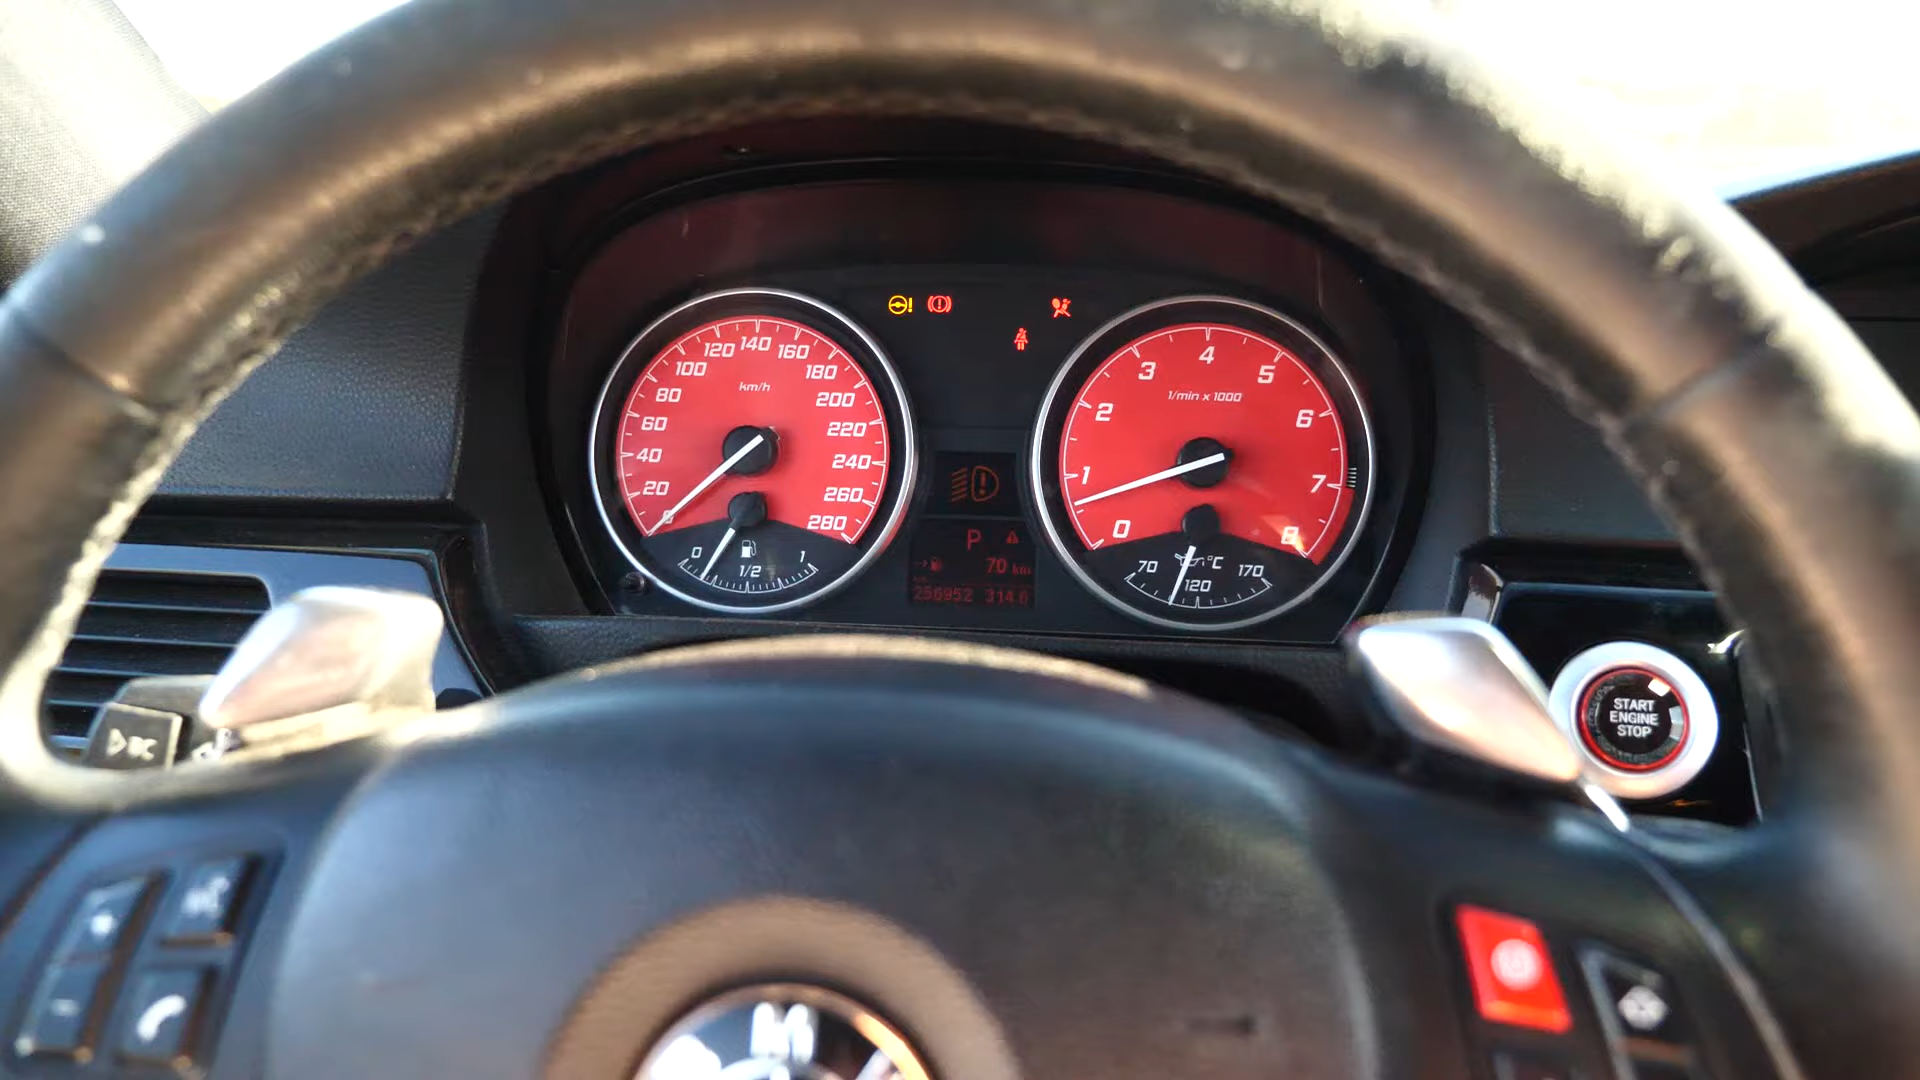 0 20 40 60 80 100 120 140 160 180 200 220 240 260 280
km/h
0 1/2 1
P
70 km
256952 314.6
0 1 2 3 4 5 6 7 8
1/min x 1000
70 120 170
°C
START
ENGINE
STOP